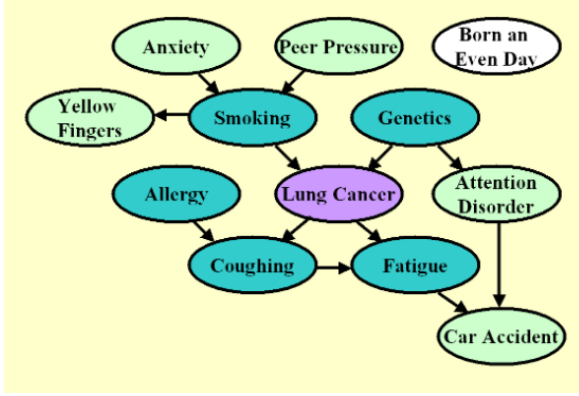 Anxiety
Peer Pressure
Born an
Even Day
Yellow
Fingers
Smoking
Genetics
Allergy
Lung Cancer
Attention
Disorder
Coughing
Fatigue
Car Accident